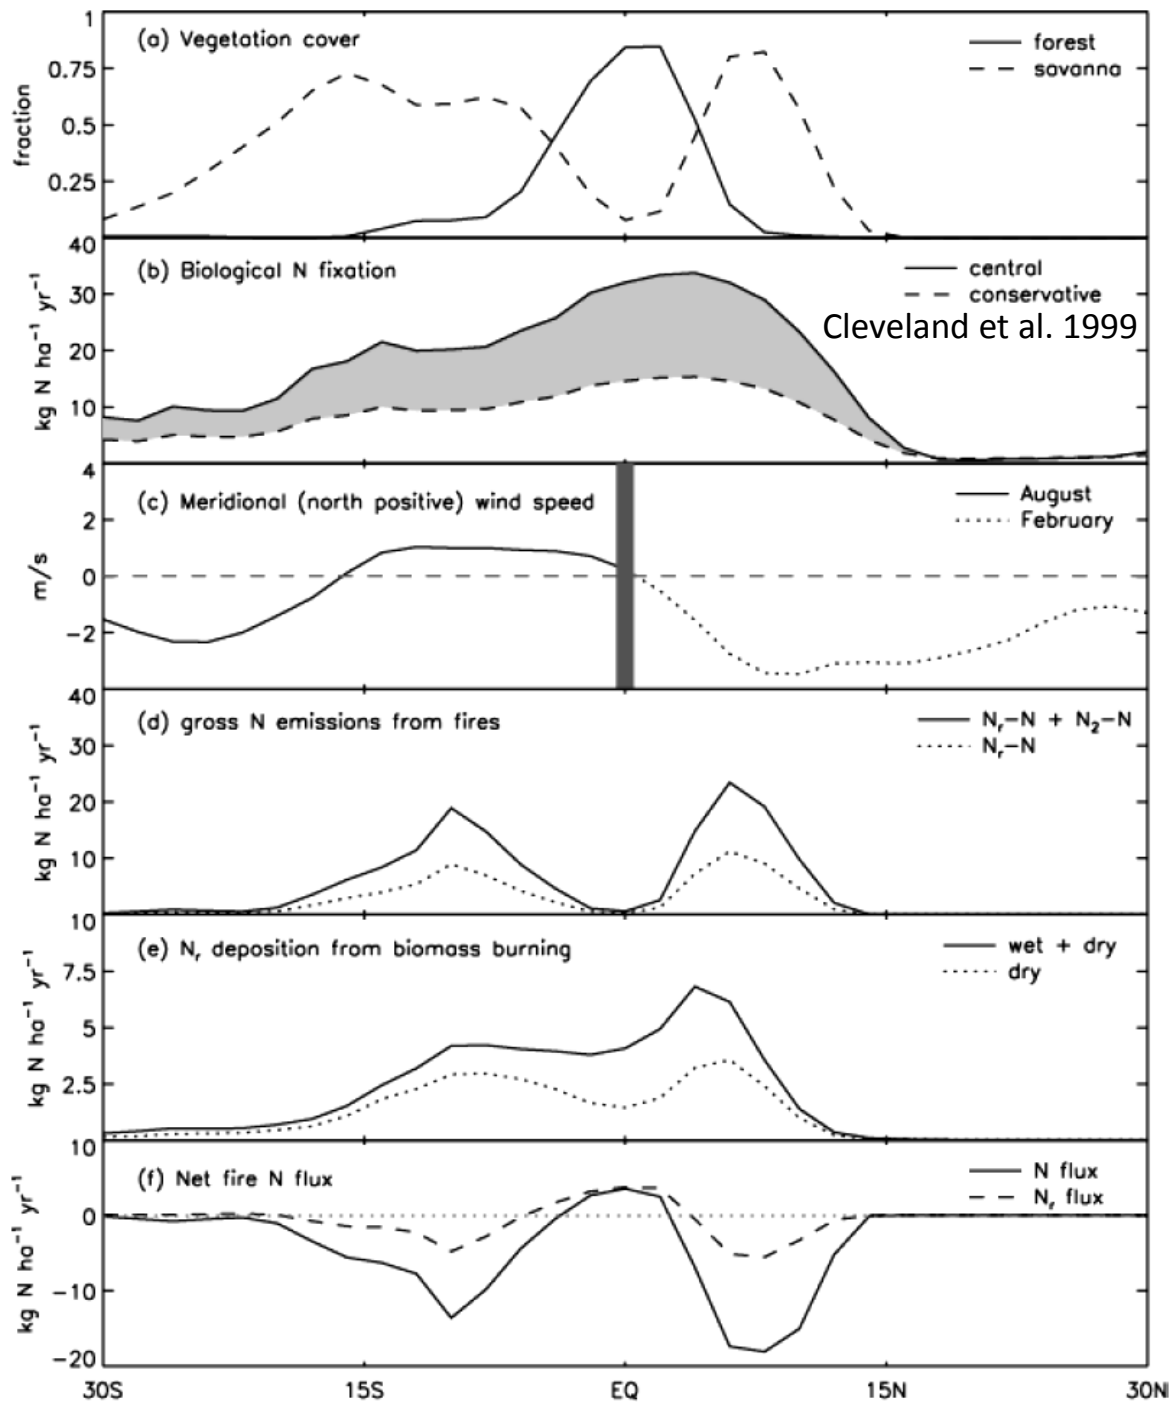 1
(a) Vegetation cover
forest
savanna
0.75
0.5
0.25
fraction
40
(b) Biological N fixation
central
conservative
Cleveland et al. 1999
30
20
10
kg N ha⁻¹ yr⁻¹
4
(c) Meridional (north positive) wind speed
August
February
2
0
−2
m/s
40
(d) gross N emissions from fires
Nᵣ−N + N₂−N
Nᵣ−N
30
20
10
kg N ha⁻¹ yr⁻¹
10
(e) Nᵣ deposition from biomass burning
wet + dry
dry
7.5
5
2.5
kg N ha⁻¹ yr⁻¹
10
(f) Net fire N flux
N flux
Nᵣ flux
0
−10
−20
kg N ha⁻¹ yr⁻¹
30S 15S EQ 15N 30N